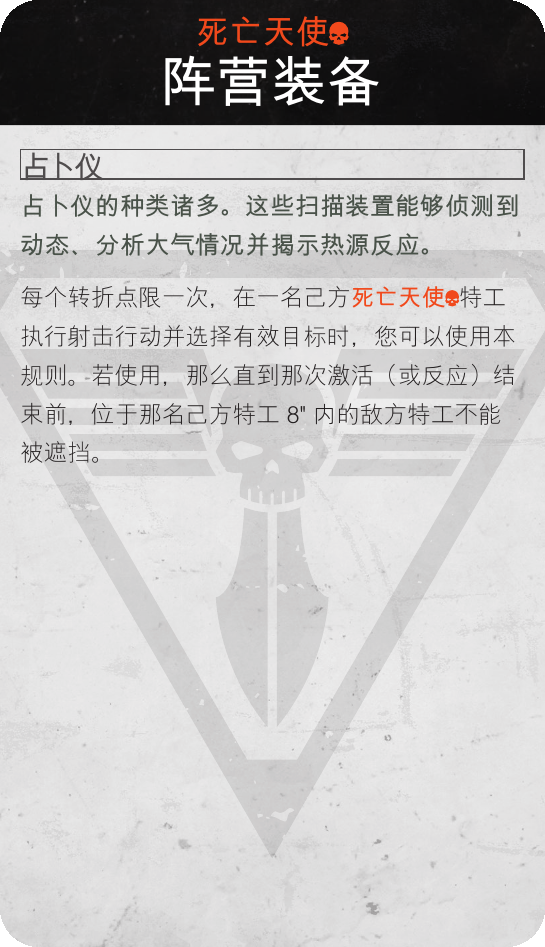 死亡天使
阵营装备
占卜仪
占卜仪的种类诸多。这些扫描装置能够侦测到
动态、分析大气情况并揭示热源反应。
每个转折点限一次，在一名己方死亡天使特工
执行射击行动并选择有效目标时，您可以使用本
规则。若使用，那么直到那次激活（或反应）结
束前，位于那名己方特工 8" 内的敌方特工不能
被遮挡。